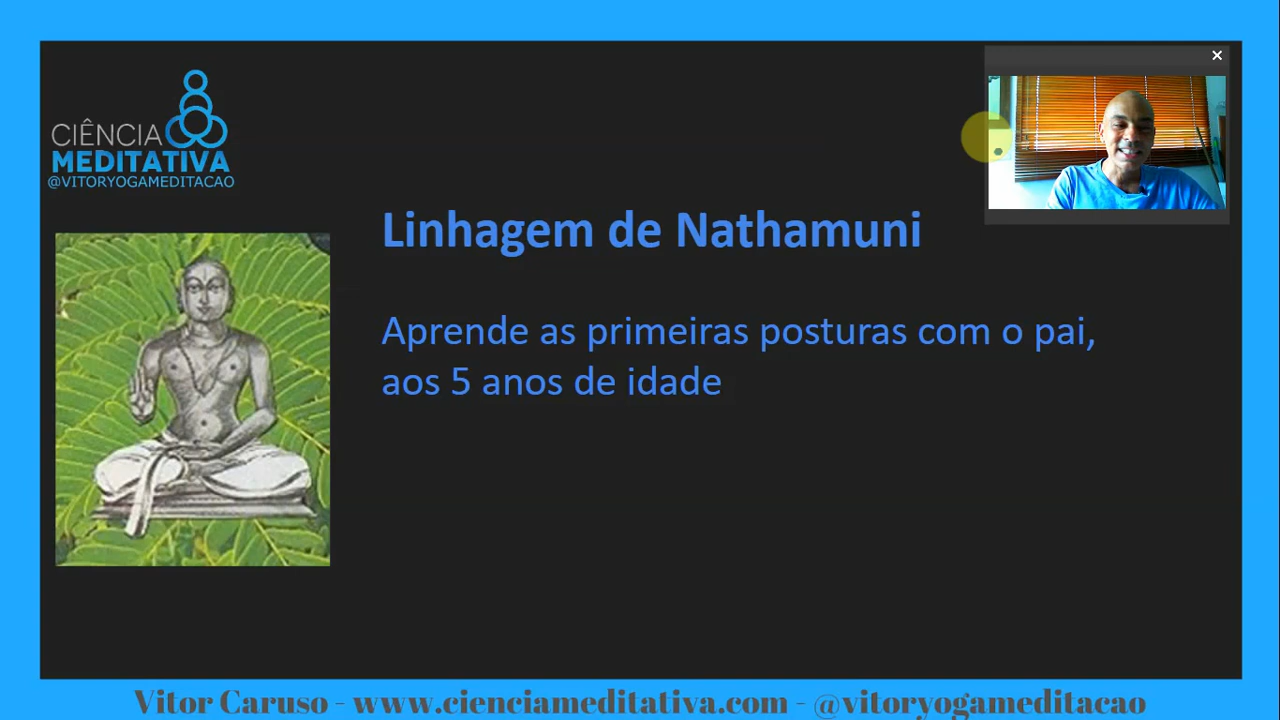 CIÊNCIA
MEDITATIVA
@VITORYOGAMEDITACAO
Linhagem de Nathamuni
Aprende as primeiras posturas com o pai,
aos 5 anos de idade
Vitor Caruso - www.cienciameditativa.com - @vitoryogameditacao